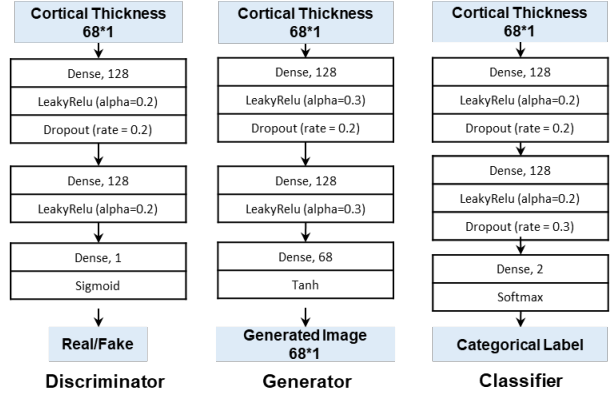 Cortical Thickness
68*1
Dense, 128
LeakyRelu (alpha=0.2)
Dropout (rate = 0.2)
Dense, 128
LeakyRelu (alpha=0.2)
Dense, 1
Sigmoid
Real/Fake
Discriminator
Cortical Thickness
68*1
Dense, 128
LeakyRelu (alpha=0.3)
Dropout (rate = 0.2)
Dense, 128
LeakyRelu (alpha=0.3)
Dense, 68
Tanh
Generated Image
68*1
Generator
Cortical Thickness
68*1
Dense, 128
LeakyRelu (alpha=0.2)
Dropout (rate = 0.2)
Dense, 128
LeakyRelu (alpha=0.2)
Dropout (rate = 0.3)
Dense, 2
Softmax
Categorical Label
Classifier